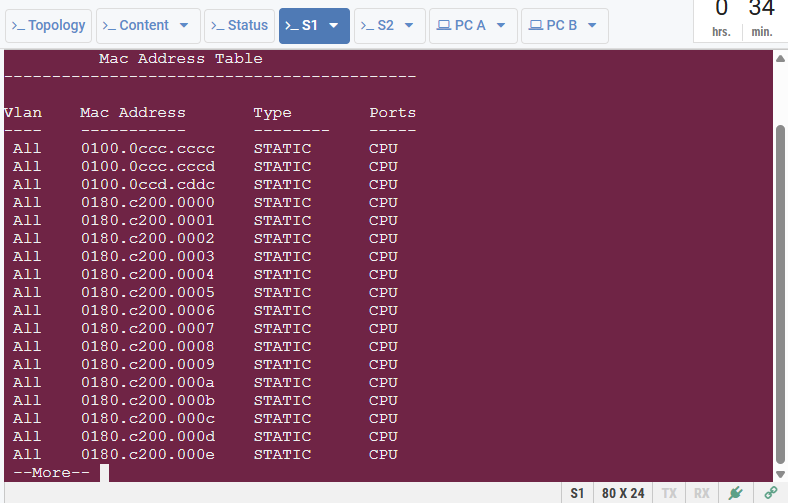 >_ Topology >_ Content >_ Status >_ S1 >_ S2 PC A PC B 0 34
hrs. min.
Mac Address Table
-------------------------------------------
Vlan    Mac Address       Type        Ports
----    -----------       --------    -----
All    0100.0ccc.cccc    STATIC      CPU
All    0100.0ccc.cccd    STATIC      CPU
All    0100.0ccd.cddc    STATIC      CPU
All    0180.c200.0000    STATIC      CPU
All    0180.c200.0001    STATIC      CPU
All    0180.c200.0002    STATIC      CPU
All    0180.c200.0003    STATIC      CPU
All    0180.c200.0004    STATIC      CPU
All    0180.c200.0005    STATIC      CPU
All    0180.c200.0006    STATIC      CPU
All    0180.c200.0007    STATIC      CPU
All    0180.c200.0008    STATIC      CPU
All    0180.c200.0009    STATIC      CPU
All    0180.c200.000a    STATIC      CPU
All    0180.c200.000b    STATIC      CPU
All    0180.c200.000c    STATIC      CPU
All    0180.c200.000d    STATIC      CPU
All    0180.c200.000e    STATIC      CPU
--More--
S1 80 X 24 TX RX